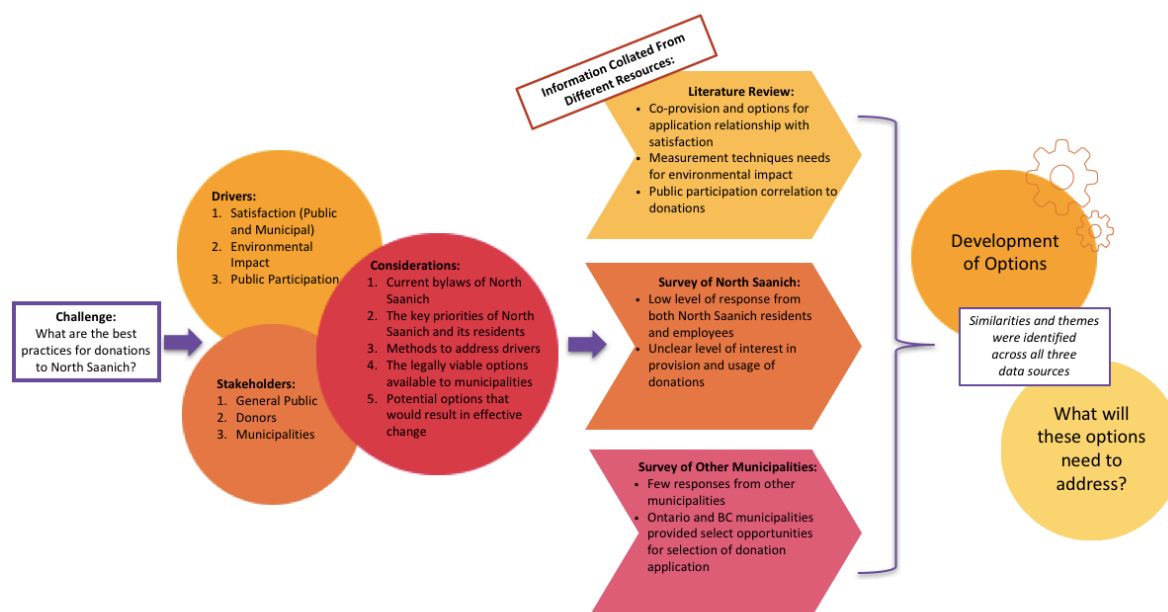 Challenge:
What are the best
practices for donations
to North Saanich?
Drivers:
1. Satisfaction (Public
and Municipal)
2. Environmental
Impact
3. Public Participation
Stakeholders:
1. General Public
2. Donors
3. Municipalities
Considerations:
1. Current bylaws of North
Saanich
2. The key priorities of North
Saanich and its residents
3. Methods to address drivers
4. The legally viable options
available to municipalities
5. Potential options that
would result in effective
change
Information Collated From
Different Resources:
Literature Review:
• Co-provision and options for
application relationship with
satisfaction
• Measurement techniques needs
for environmental impact
• Public participation correlation to
donations
Survey of North Saanich:
• Low level of response from
both North Saanich residents
and employees
• Unclear level of interest in
provision and usage of
donations
Survey of Other Municipalities:
• Few responses from other
municipalities
• Ontario and BC municipalities
provided select opportunities
for selection of donation
application
Development
of Options
Similarities and themes
were identified
across all three
data sources
What will
these options
need to
address?